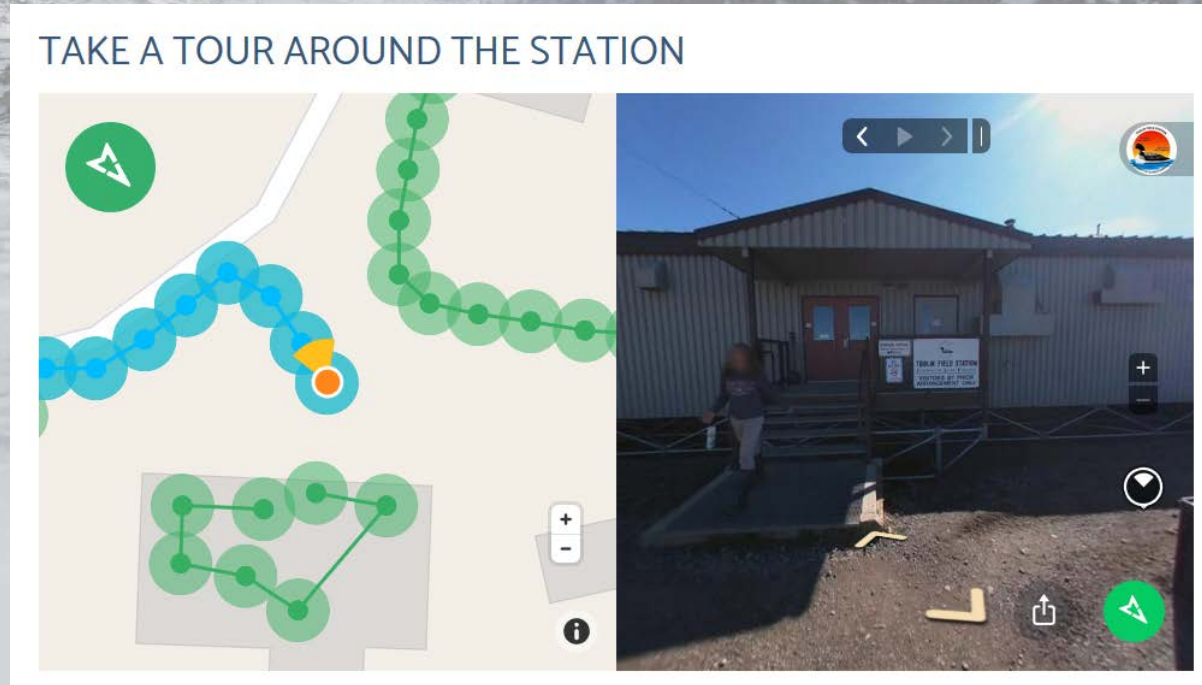 TAKE A TOUR AROUND THE STATION
TOOLIK FIELD STATION
VISITORS BY PRIOR
ARRANGEMENT ONLY